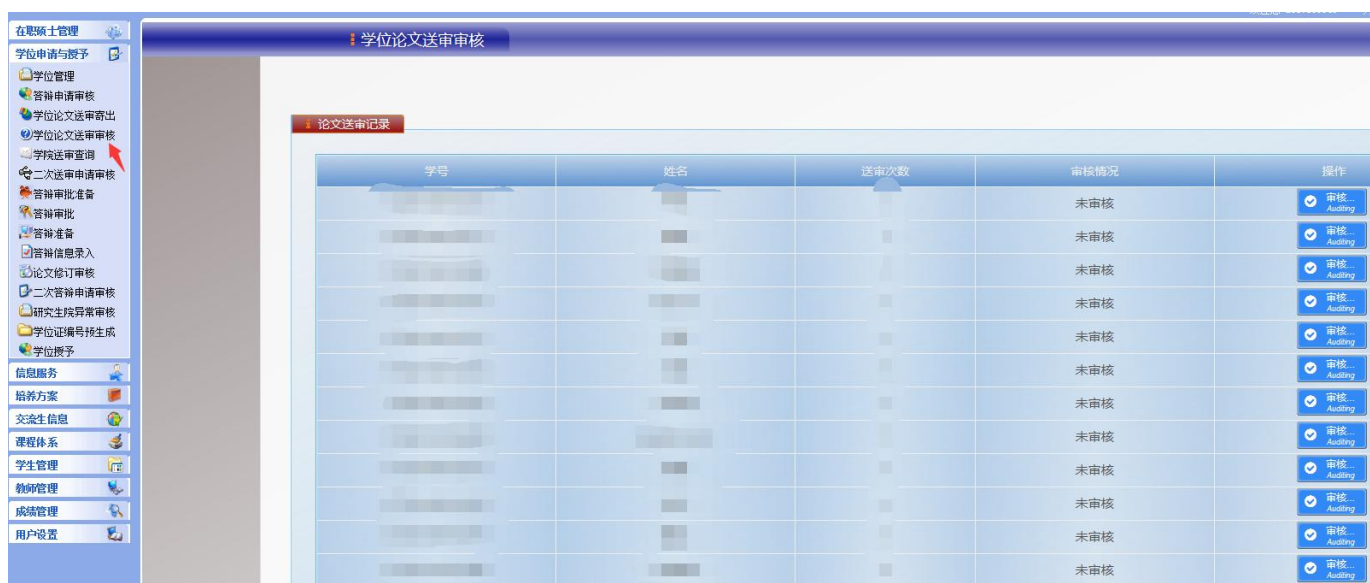 在职硕士管理
学位申请与授予
学位管理
答辩申请审核
学位论文送审寄出
学位论文送审审核
学院送审查询
二次送审申请审核
答辩审批准备
答辩审批
答辩准备
答辩信息录入
论文修订审核
二次答辩申请审核
研究生院异常审核
学位证编号预生成
学位授予
信息服务
培养方案
交流生信息
课程体系
学生管理
教师管理
成绩管理
用户设置
学位论文送审审核
论文送审记录
学号 姓名 送审次数 审核情况 操作
未审核 审核... Auditing
未审核 审核... Auditing
未审核 审核... Auditing
未审核 审核... Auditing
未审核 审核... Auditing
未审核 审核... Auditing
未审核 审核... Auditing
未审核 审核... Auditing
未审核 审核... Auditing
未审核 审核... Auditing
未审核 审核... Auditing
未审核 审核... Auditing